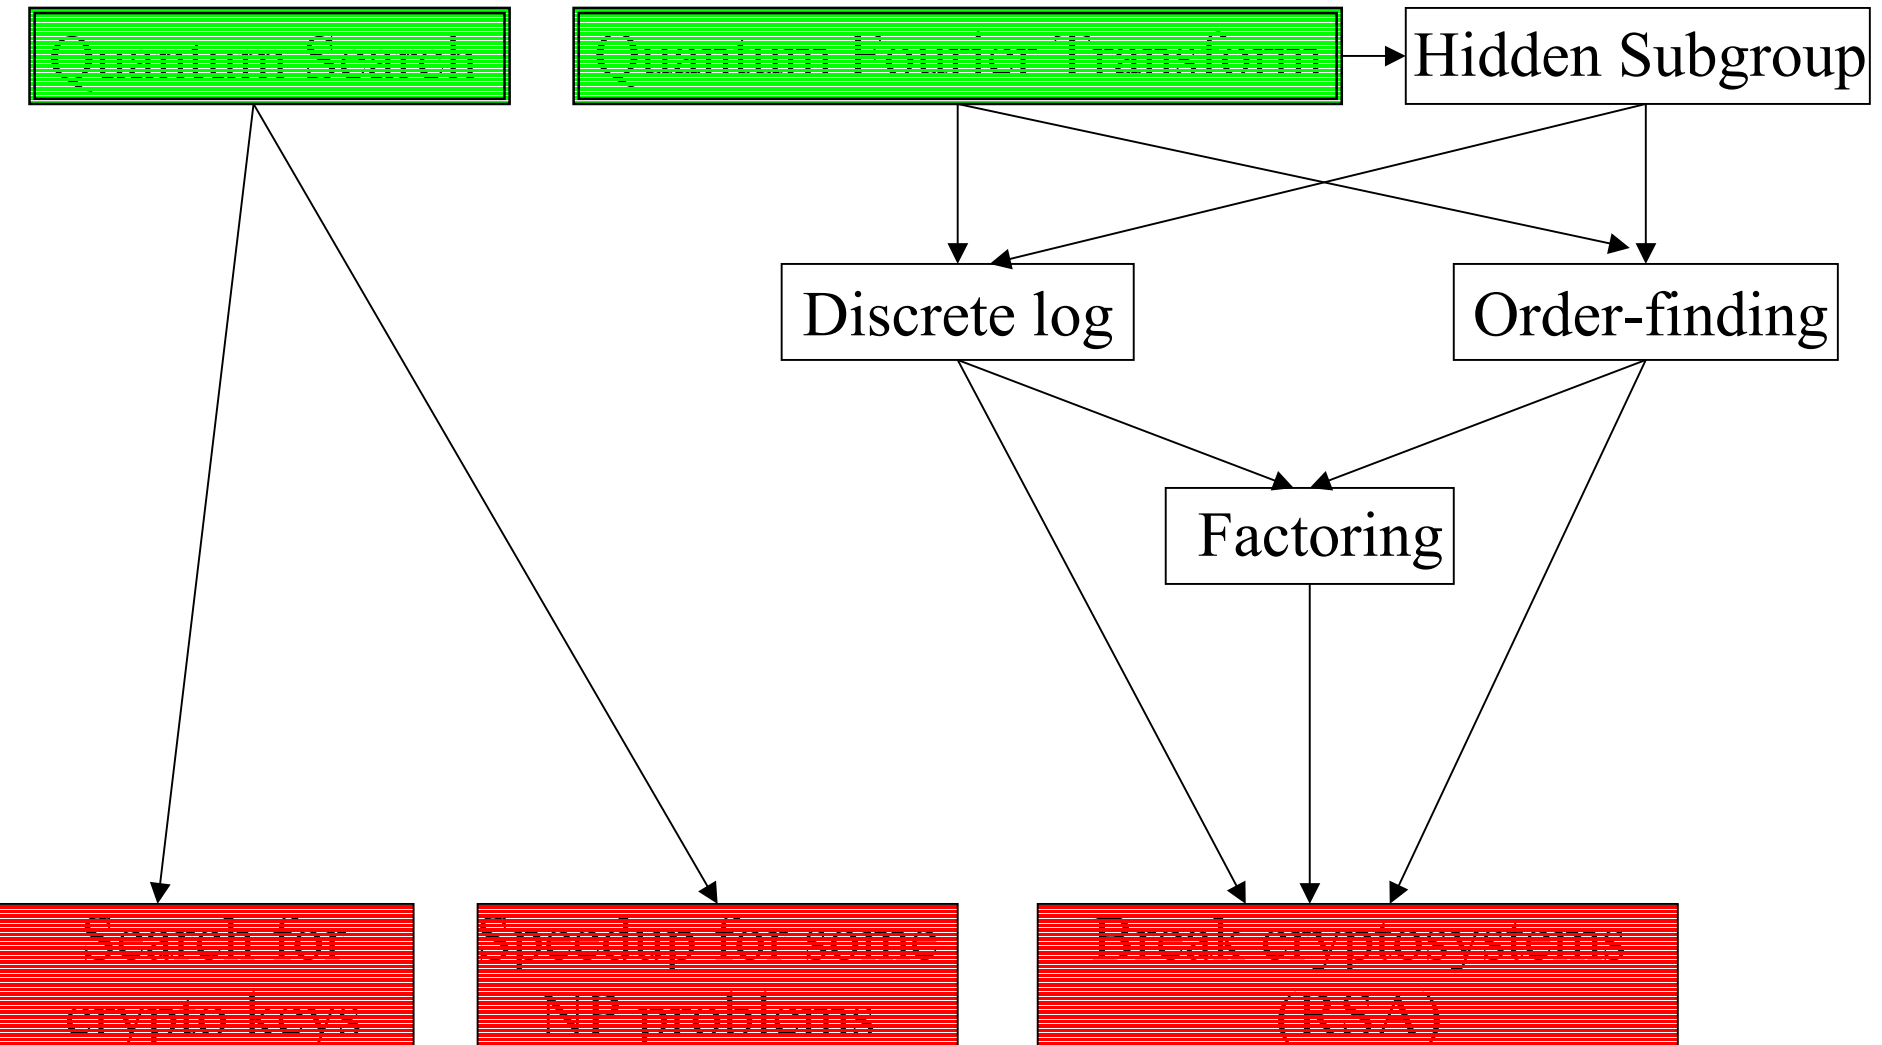 Quantum Search
Quantum Fourier Transform
Hidden Subgroup
Discrete log
Order-finding
Factoring
Search for
crypto keys
Speedup for some
NP problems
Break cryptosystems
(RSA)